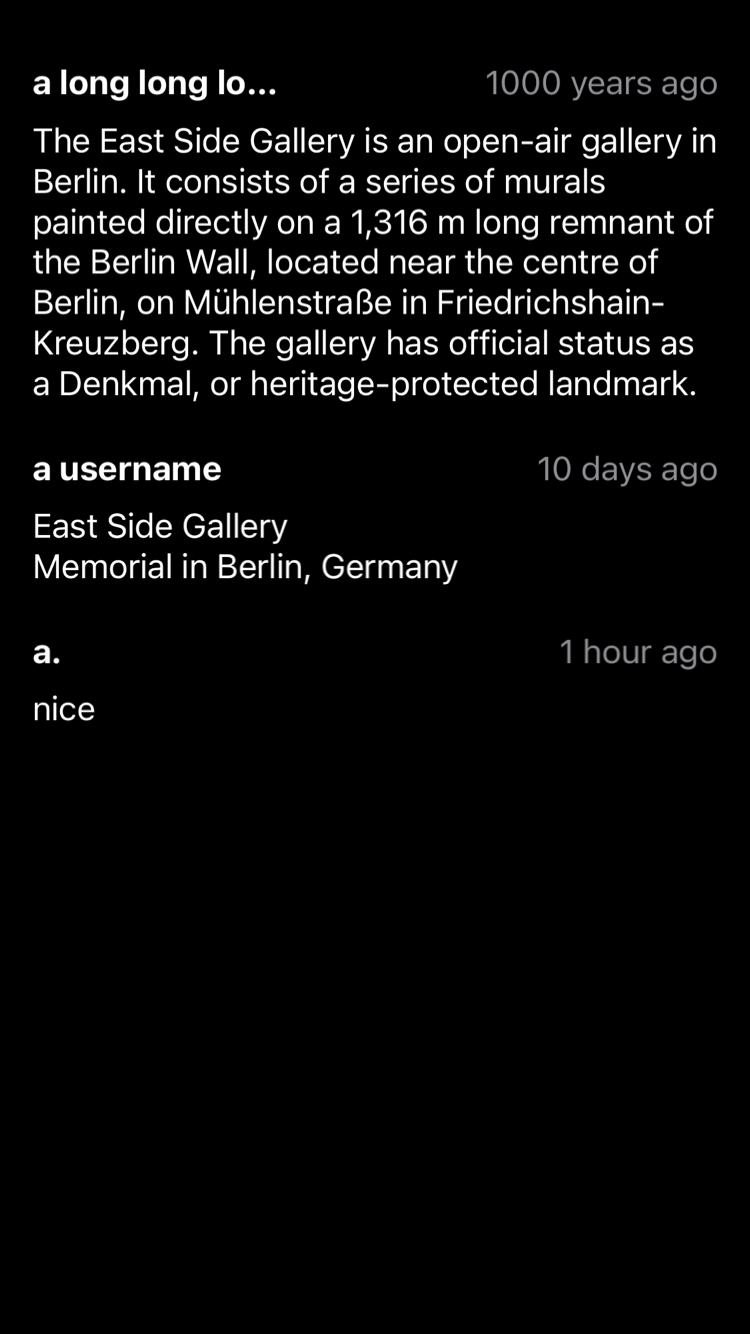 a long long lo...
1000 years ago
The East Side Gallery is an open-air gallery in
Berlin. It consists of a series of murals
painted directly on a 1,316 m long remnant of
the Berlin Wall, located near the centre of
Berlin, on Mühlenstraße in Friedrichshain-
Kreuzberg. The gallery has official status as
a Denkmal, or heritage-protected landmark.
a username
10 days ago
East Side Gallery
Memorial in Berlin, Germany
a.
1 hour ago
nice